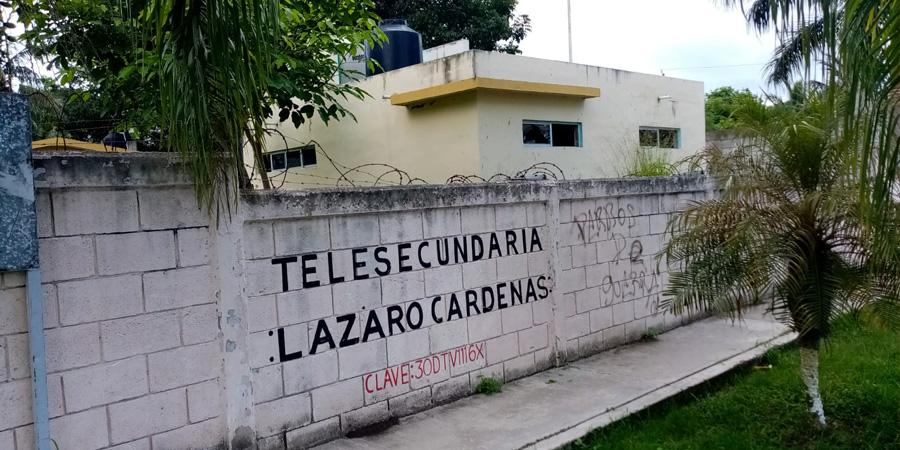 TELESECUNDARIA
:LAZARO CARDENAS:
CLAVE:30DTV1116X